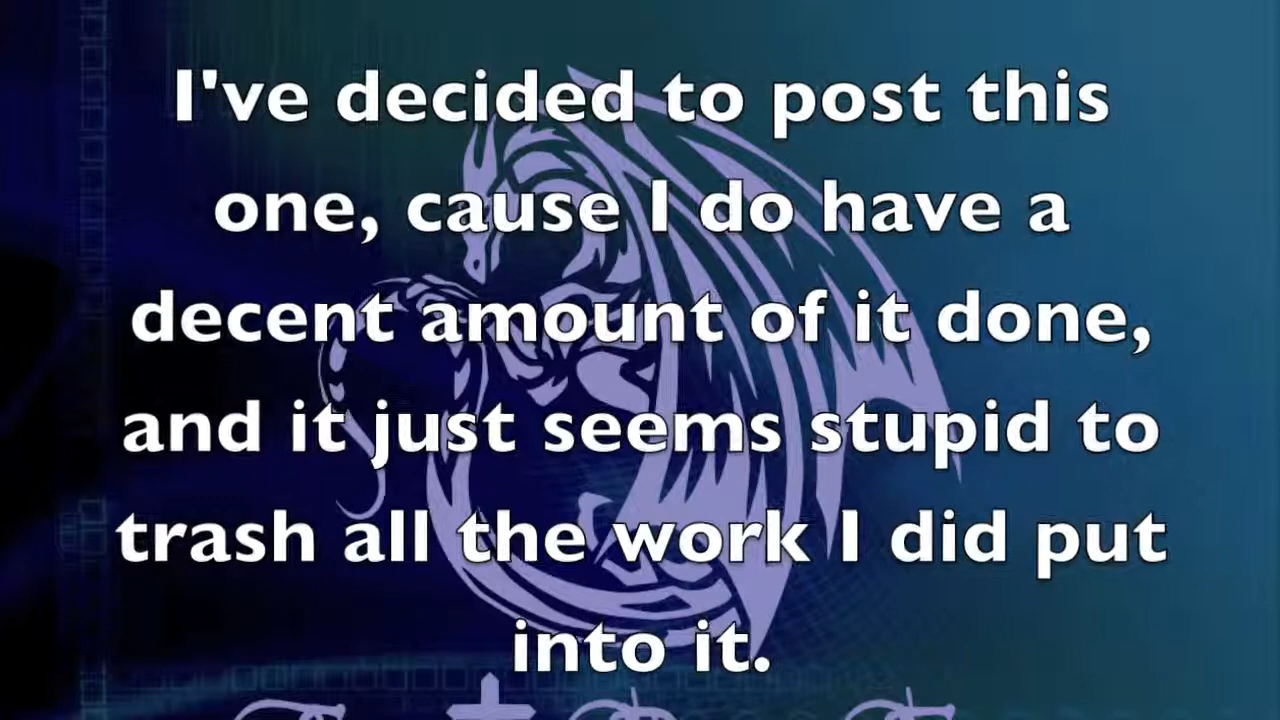 I've decided to post this
one, cause I do have a
decent amount of it done,
and it just seems stupid to
trash all the work I did put
into it.